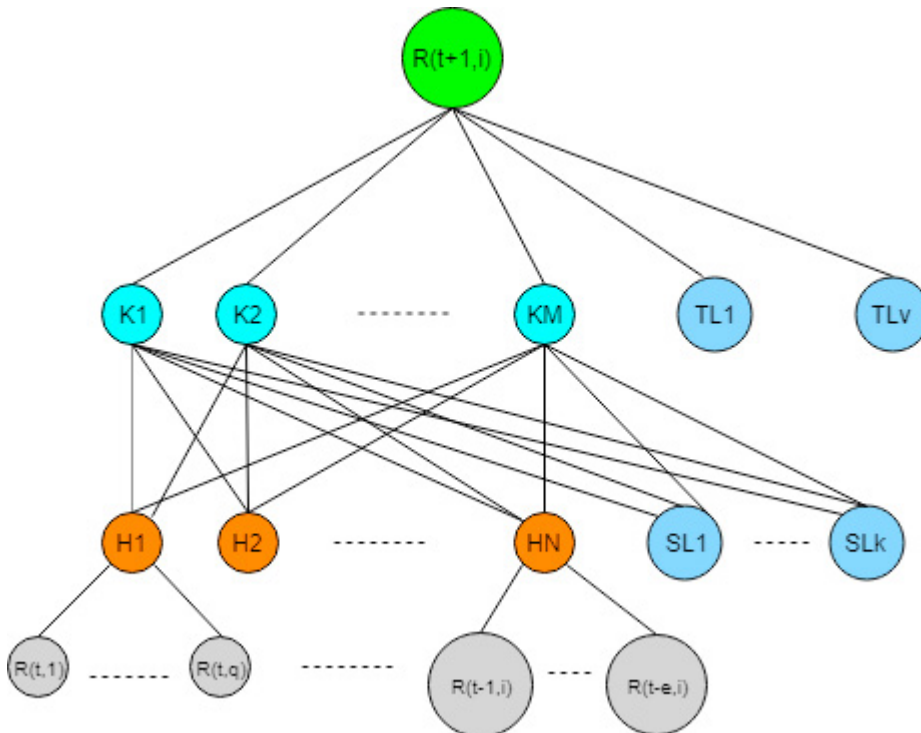 R(t+1,i)
K1 K2 KM TL1 TLv
H1 H2 HN SL1 SLk
R(t,1) R(t,q) R(t-1,i) R(t-e,i)